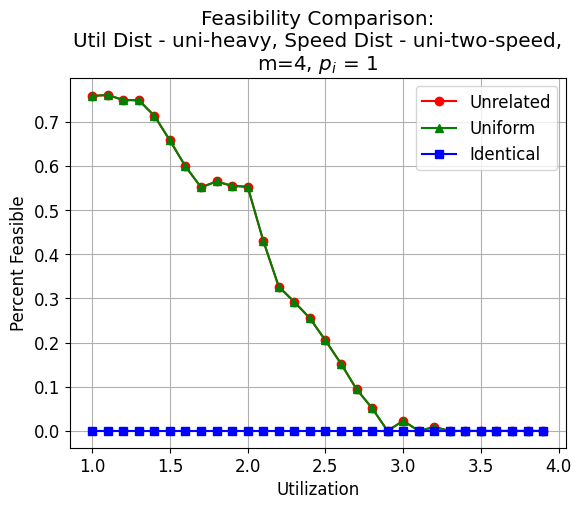 Feasibility Comparison:
Util Dist - uni-heavy, Speed Dist - uni-two-speed,
m=4, pᵢ = 1
Unrelated
Uniform
Identical
Percent Feasible
0.7
0.6
0.5
0.4
0.3
0.2
0.1
0.0
1.0 1.5 2.0 2.5 3.0 3.5 4.0
Utilization